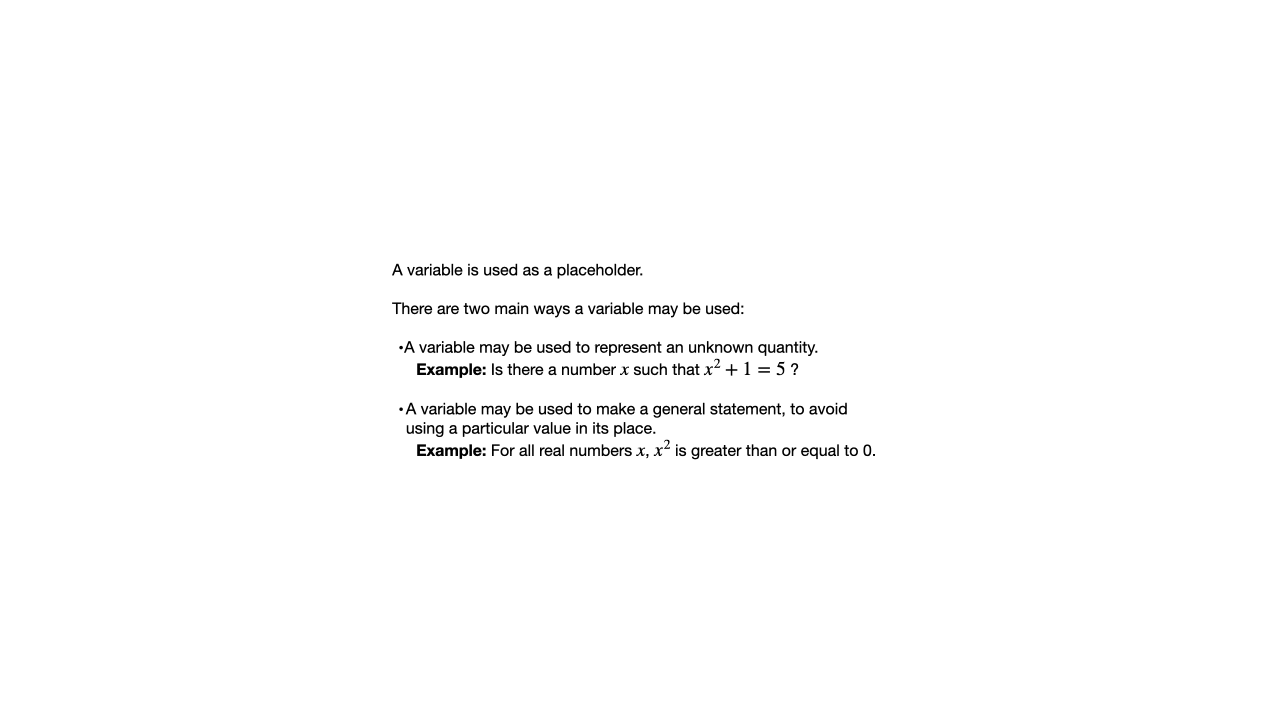 A variable is used as a placeholder.
There are two main ways a variable may be used:
•A variable may be used to represent an unknown quantity.
Example: Is there a number x such that x² + 1 = 5 ?
•A variable may be used to make a general statement, to avoid
using a particular value in its place.
Example: For all real numbers x, x² is greater than or equal to 0.